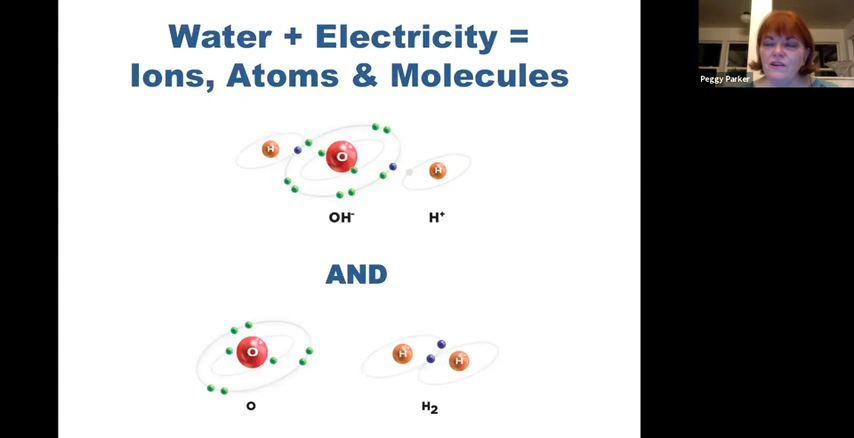 Water + Electricity =
Ions, Atoms & Molecules
Peggy Parker
H
O
H
OH⁻
H⁺
AND
O
H
H
O
H₂